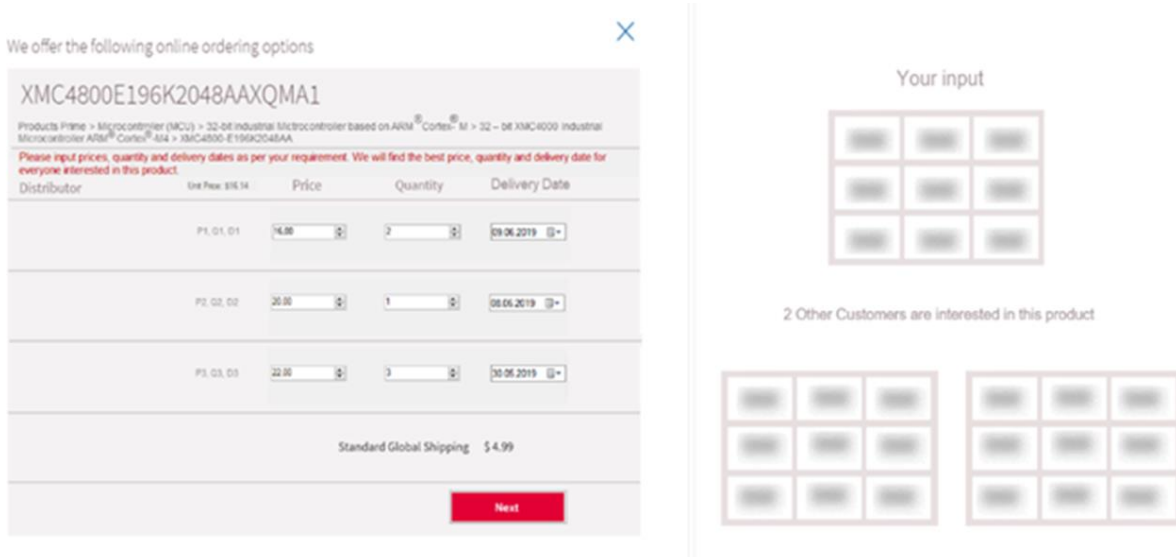 We offer the following online ordering options
XMC4800E196K2048AAXQMA1
Products Prime > Microcontroller (MCU) > 32-bit Industrial Mictrocontroller based on ARM® Cortex®- M > 32 – bit XMC4000 Industrial
Microcontroller ARM® Cortex®-M4 > XMC4800-E196K2048AA
Please input prices, quantity and delivery dates as per your requirement. We will find the best price, quantity and delivery date for
everyone interested in this product.
Distributor Unit Price: $16.14 Price Quantity Delivery Date
P1, Q1, D1 16.00 2 09.06.2019
P2, Q2, D2 20.00 1 08.06.2019
P3, Q3, D3 22.00 3 30.05.2019
Standard Global Shipping $ 4.99
Next
Your input
2 Other Customers are interested in this product